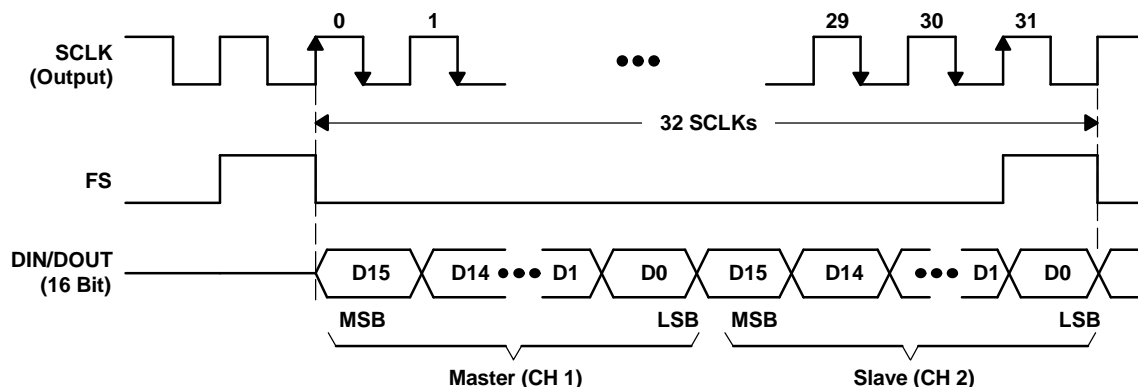 0 1 ••• 29 30 31
SCLK
(Output)
32 SCLKs
FS
DIN/DOUT
(16 Bit)
D15 D14 ••• D1 D0 D15 D14 ••• D1 D0
MSB LSB MSB LSB
Master (CH 1) Slave (CH 2)